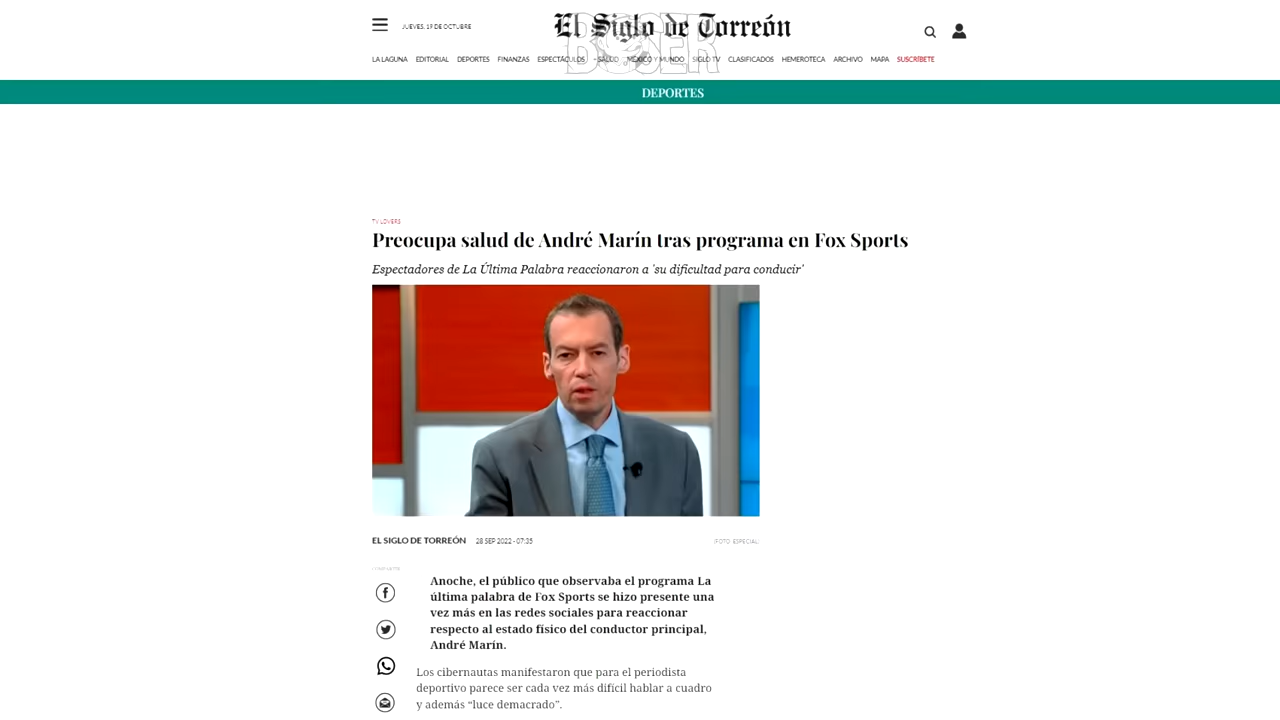 JUEVES, 19 DE OCTUBRE
El Siglo de Torreón
LA LAGUNA EDITORIAL DEPORTES FINANZAS ESPECTÁCULOS + SALUD MÉXICO Y MUNDO SIGLO TV CLASIFICADOS HEMEROTECA ARCHIVO MAPA SUSCRÍBETE
DEPORTES
TV LOVERS
Preocupa salud de André Marín tras programa en Fox Sports
Espectadores de La Última Palabra reaccionaron a 'su dificultad para conducir'
EL SIGLO DE TORREÓN 28 SEP 2022 - 07:35 (FOTO: ESPECIAL)
Anoche, el público que observaba el programa La
última palabra de Fox Sports se hizo presente una
vez más en las redes sociales para reaccionar
respecto al estado físico del conductor principal,
André Marín.
Los cibernautas manifestaron que para el periodista
deportivo parece ser cada vez más difícil hablar a cuadro
y además “luce demacrado”.